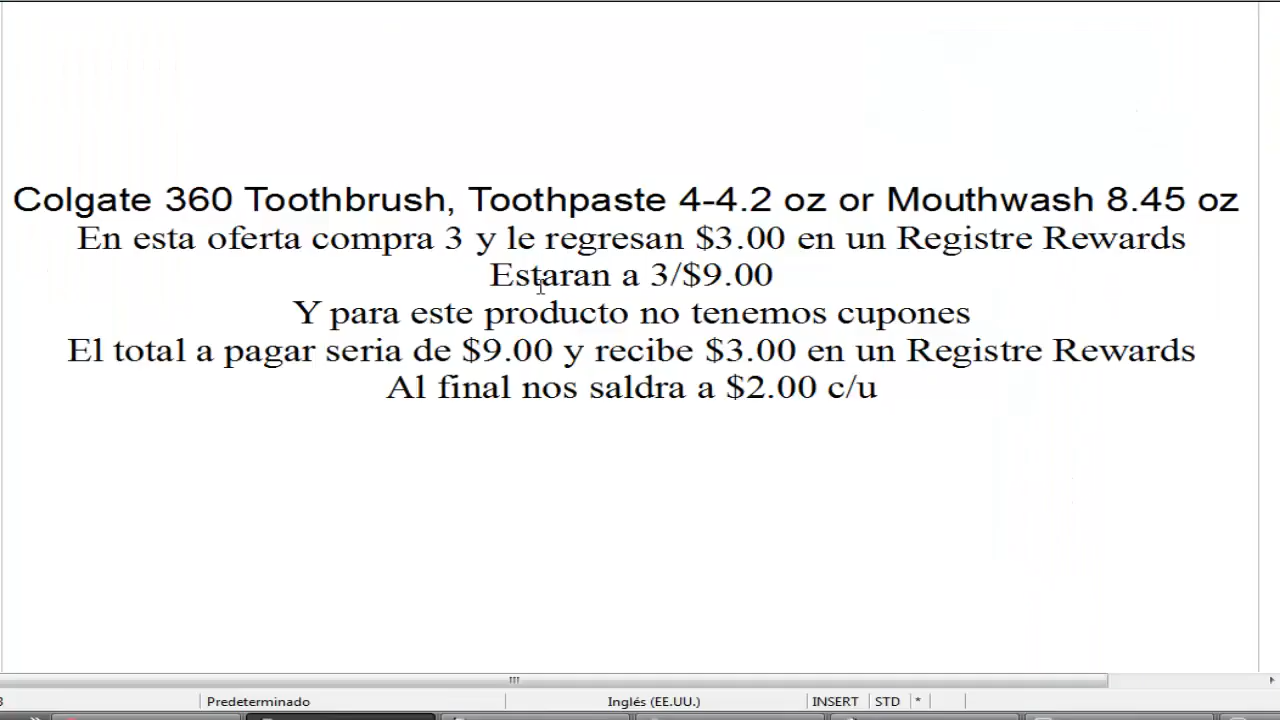 Colgate 360 Toothbrush, Toothpaste 4-4.2 oz or Mouthwash 8.45 oz
En esta oferta compra 3 y le regresan $3.00 en un Registre Rewards
Estaran a 3/$9.00
Y para este producto no tenemos cupones
El total a pagar seria de $9.00 y recibe $3.00 en un Registre Rewards
Al final nos saldra a $2.00 c/u
Predeterminado Inglés (EE.UU.) INSERT STD *